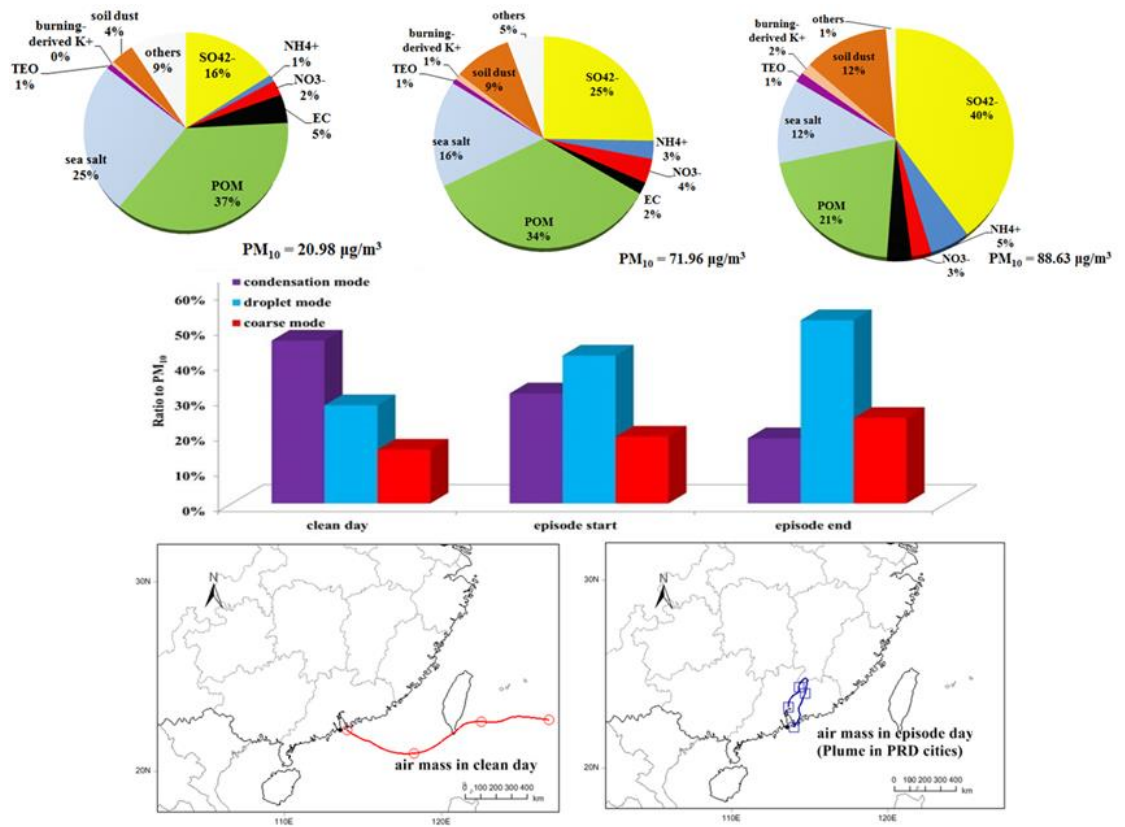 soil dust
4%
burning-
derived K+
0%
others
9%
SO42-
16%
NH4+
1%
TEO
1%
NO3-
2%
EC
5%
sea salt
25%
POM
37%
PM10 = 20.98 µg/m3
others
5%
burning-
derived K+
1%
soil dust
9%
SO42-
25%
TEO
1%
NH4+
3%
sea salt
16%
NO3-
4%
EC
2%
POM
34%
PM10 = 71.96 µg/m3
others
1%
burning-
derived K+
2%
soil dust
12%
TEO
1%
SO42-
40%
sea salt
12%
POM
21%
NH4+
5%
NO3-
3%
PM10 = 88.63 µg/m3
condensation mode
droplet mode
coarse mode
Ratio to PM10
60%
50%
40%
30%
20%
10%
0%
clean day
episode start
episode end
30N
N
20N
air mass in clean day
0 100 200 300 400
km
110E
120E
30N
N
20N
air mass in episode day
(Plume in PRD cities)
0 100 200 300 400
km
110E
120E